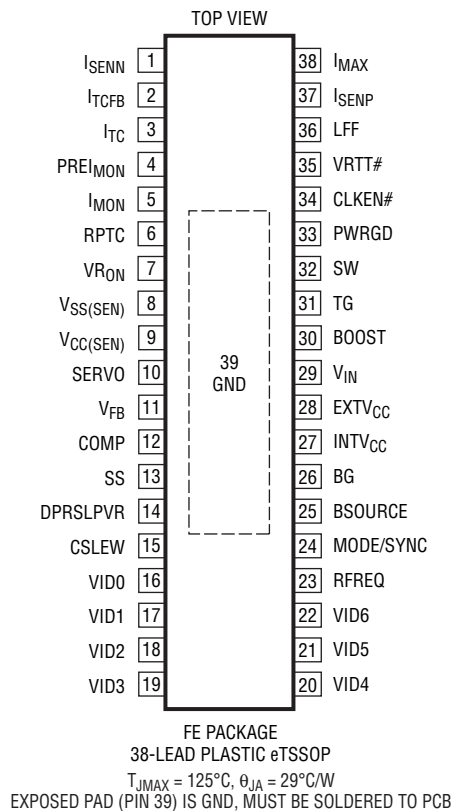 TOP VIEW
ISENN 1
ITCFB 2
ITC 3
PREIMON 4
IMON 5
RPTC 6
VRON 7
VSS(SEN) 8
VCC(SEN) 9
SERVO 10
VFB 11
COMP 12
SS 13
DPRSLPVR 14
CSLEW 15
VID0 16
VID1 17
VID2 18
VID3 19
39
GND
38 IMAX
37 ISENP
36 LFF
35 VRTT#
34 CLKEN#
33 PWRGD
32 SW
31 TG
30 BOOST
29 VIN
28 EXTVCC
27 INTVCC
26 BG
25 BSOURCE
24 MODE/SYNC
23 RFREQ
22 VID6
21 VID5
20 VID4
FE PACKAGE
38-LEAD PLASTIC eTSSOP
TJMAX = 125°C, θJA = 29°C/W
EXPOSED PAD (PIN 39) IS GND, MUST BE SOLDERED TO PCB